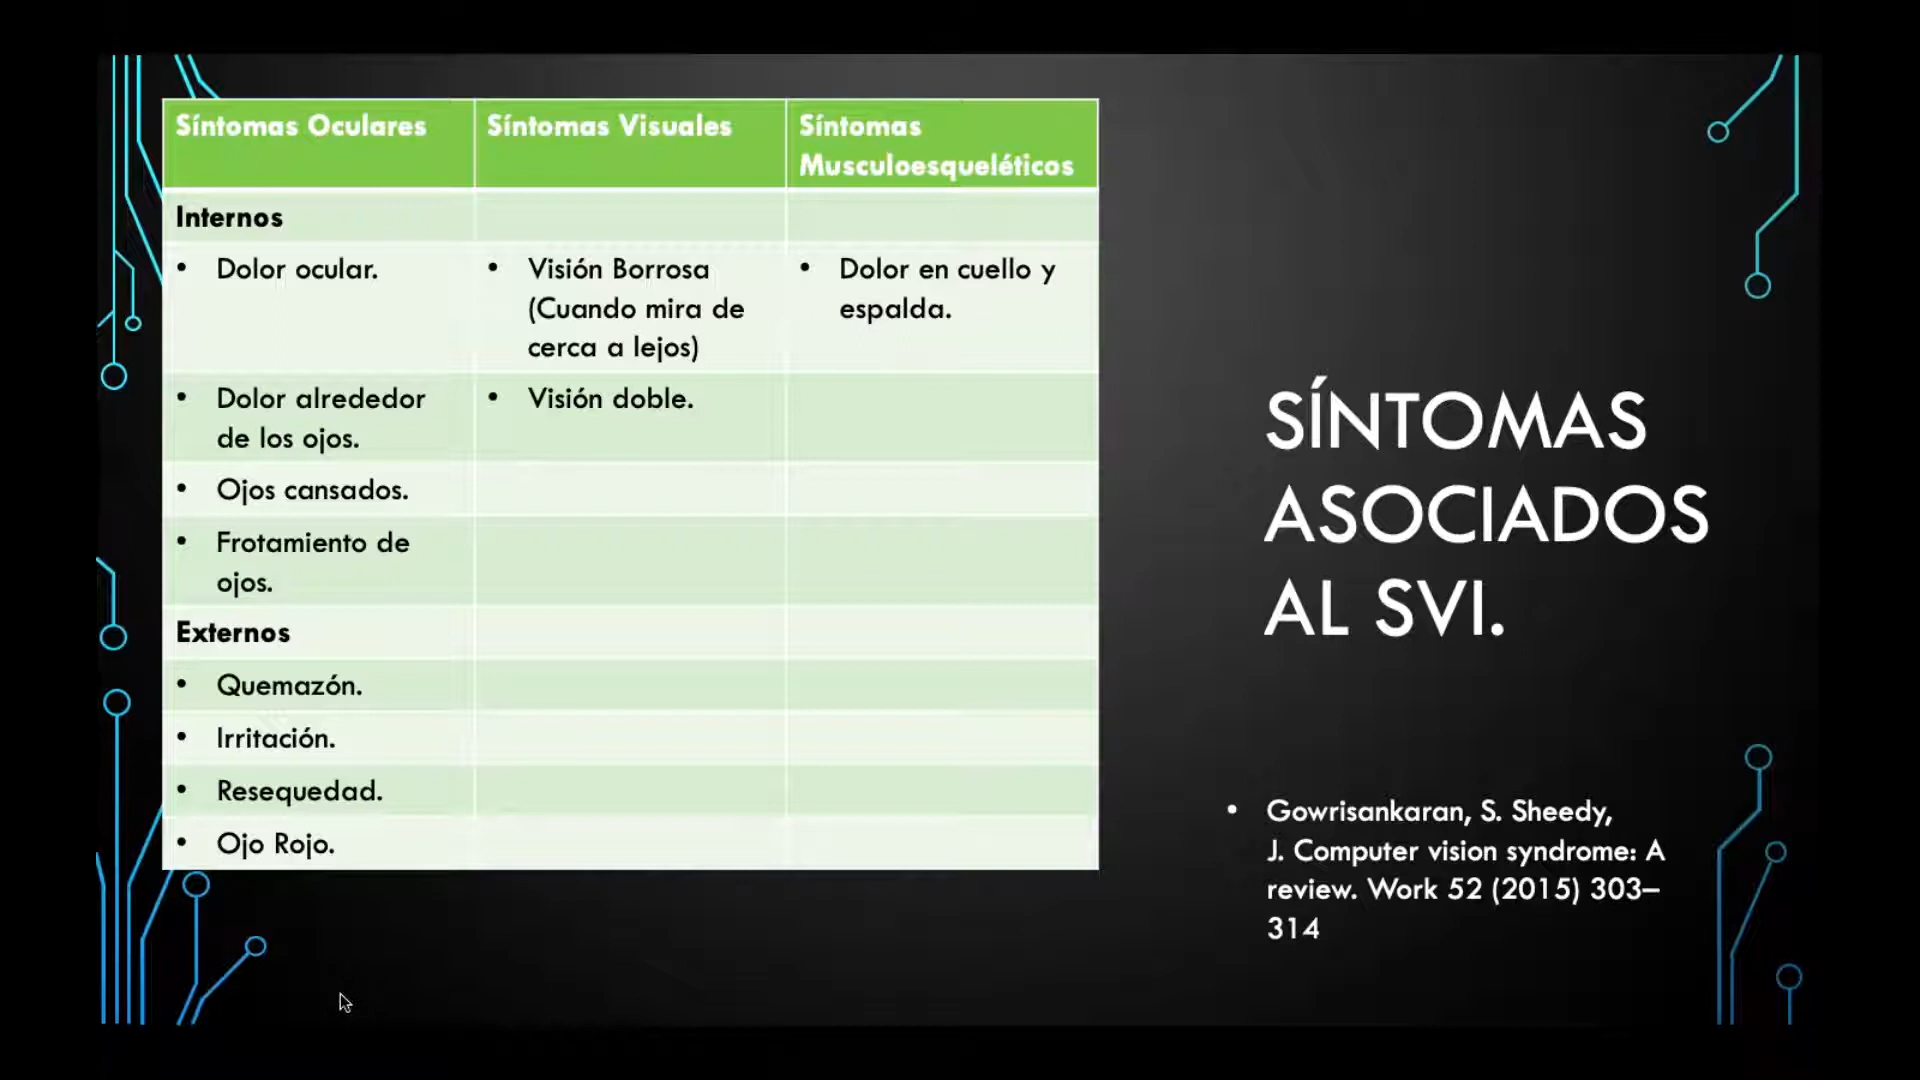 Síntomas Oculares
Síntomas Visuales
Síntomas
Musculoesqueléticos
Internos
• Dolor ocular.
• Visión Borrosa
(Cuando mira de
cerca a lejos)
• Dolor en cuello y
espalda.
• Dolor alrededor
de los ojos.
• Visión doble.
• Ojos cansados.
• Frotamiento de
ojos.
Externos
• Quemazón.
• Irritación.
• Resequedad.
• Ojo Rojo.
SÍNTOMAS
ASOCIADOS
AL SVI.
• Gowrisankaran, S. Sheedy,
J. Computer vision syndrome: A
review. Work 52 (2015) 303–
314